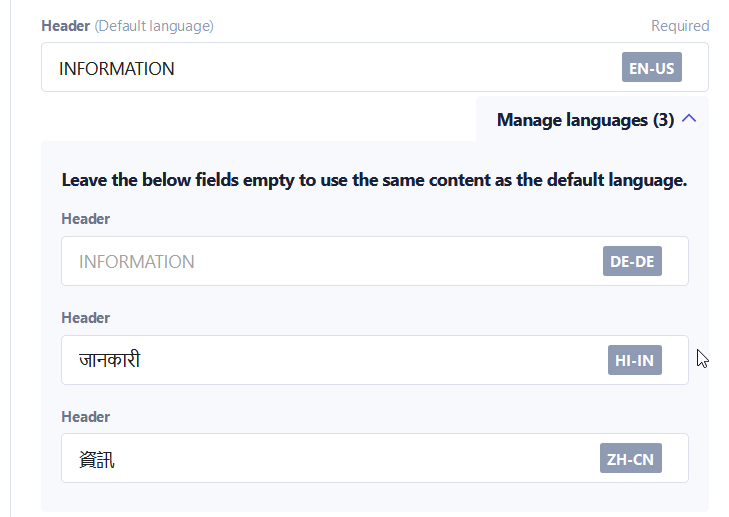 Header (Default language) Required
INFORMATION EN-US
Manage languages (3)
Leave the below fields empty to use the same content as the default language.
Header
INFORMATION DE-DE
Header
जानकारी HI-IN
Header
資訊 ZH-CN